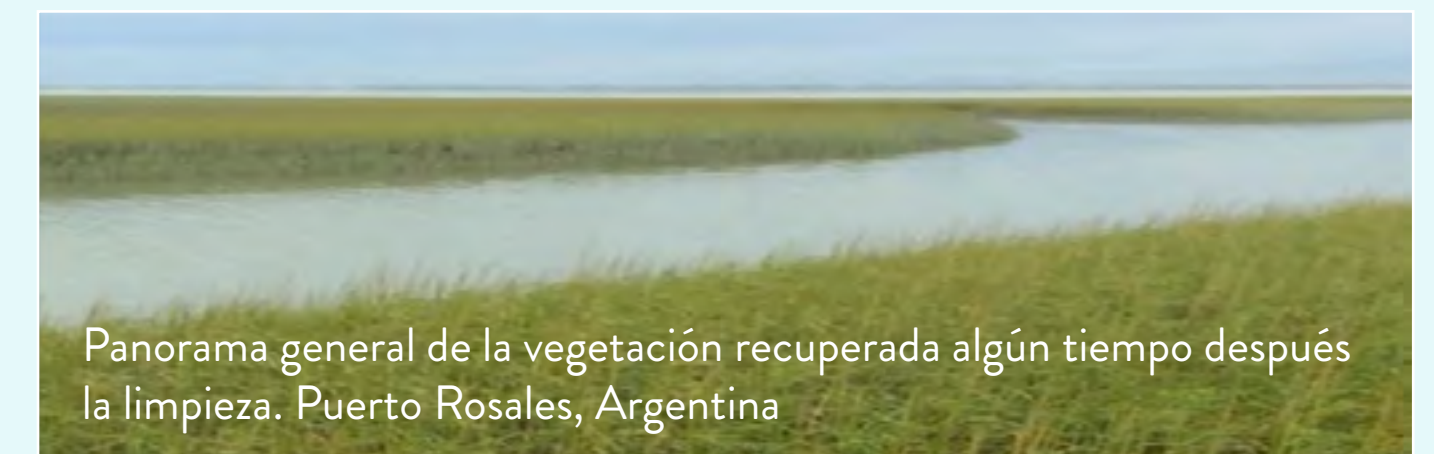 Panorama general de la vegetación recuperada algún tiempo después
la limpieza. Puerto Rosales, Argentina